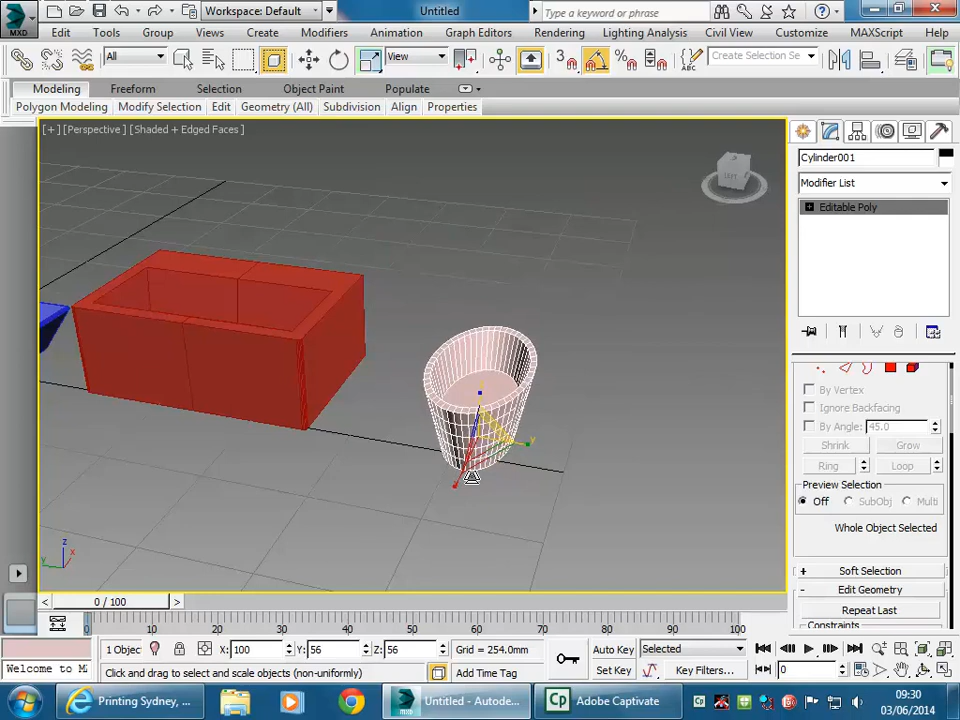 MXD
Workspace: Default
Untitled
Type a keyword or phrase
Edit Tools Group Views Create Modifiers Animation Graph Editors Rendering Lighting Analysis Civil View Customize MAXScript Help
All View 3 Create Selection Se
Modeling Freeform Selection Object Paint Populate
Polygon Modeling Modify Selection Edit Geometry (All) Subdivision Align Properties
[+] [Perspective] [Shaded + Edged Faces]
LEFT
Cylinder001
Modifier List
Editable Poly
By Vertex
Ignore Backfacing
By Angle: 45.0
Shrink Grow
Ring Loop
Preview Selection
Off SubObj Multi
Whole Object Selected
Soft Selection
Edit Geometry
Repeat Last
Constraints
y
z
x
y
0 / 100
0 10 20 30 40 50 60 70 80 90 100
1 Object X: 100 Y: 56 Z: 56 Grid = 254.0mm Auto Key Selected
Welcome to M Click and drag to select and scale objects (non-uniformly) Add Time Tag Set Key Key Filters... 0
Printing Sydney, ... Untitled - Autode... Adobe Captivate
09:30
03/06/2014